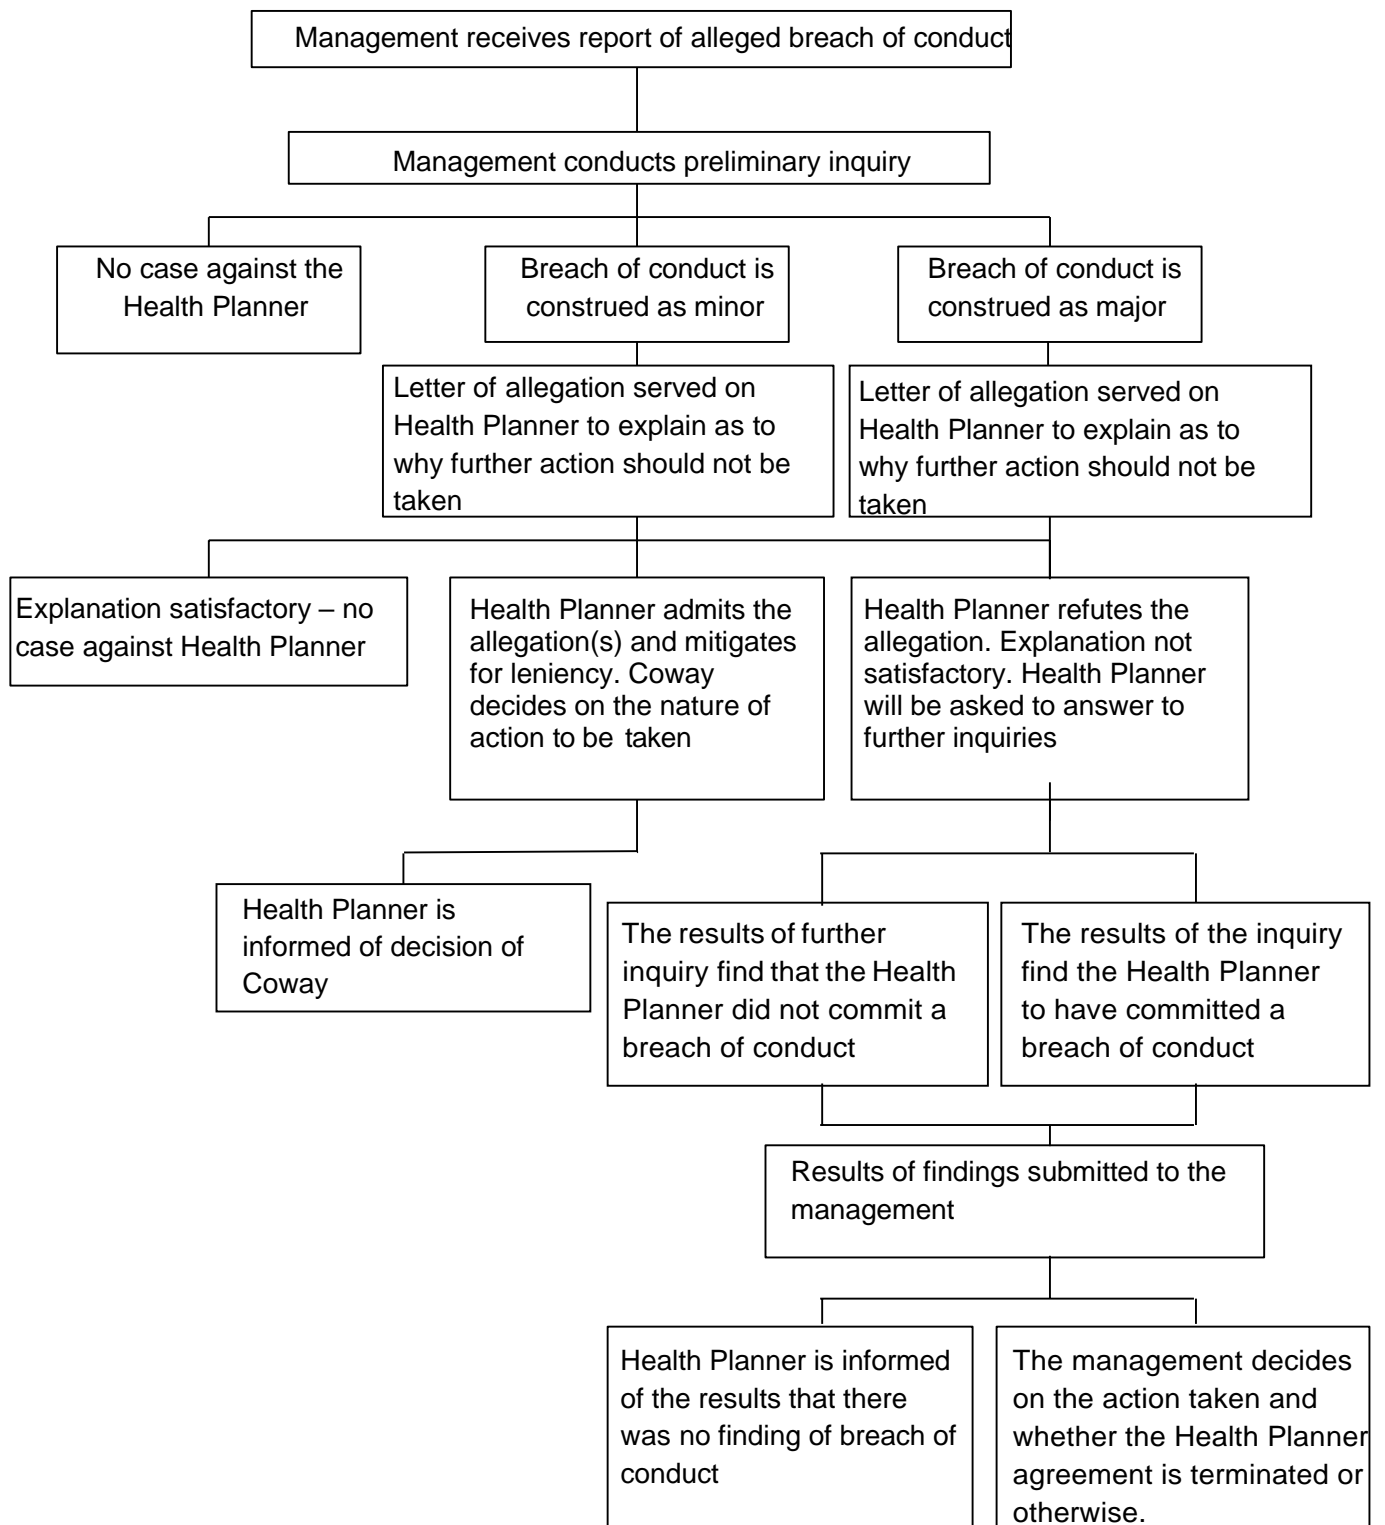 Management receives report of alleged breach of conduct
Management conducts preliminary inquiry
No case against the
Health Planner
Breach of conduct is
construed as minor
Breach of conduct is
construed as major
Letter of allegation served on
Health Planner to explain as to
why further action should not be
taken
Letter of allegation served on
Health Planner to explain as to
why further action should not be
taken
Explanation satisfactory – no
case against Health Planner
Health Planner admits the
allegation(s) and mitigates
for leniency. Coway
decides on the nature of
action to be taken
Health Planner refutes the
allegation. Explanation not
satisfactory. Health Planner
will be asked to answer to
further inquiries
Health Planner is
informed of decision of
Coway
The results of further
inquiry find that the Health
Planner did not commit a
breach of conduct
The results of the inquiry
find the Health Planner
to have committed a
breach of conduct
Results of findings submitted to the
management
Health Planner is informed
of the results that there
was no finding of breach of
conduct
The management decides
on the action taken and
whether the Health Planner
agreement is terminated or
otherwise.